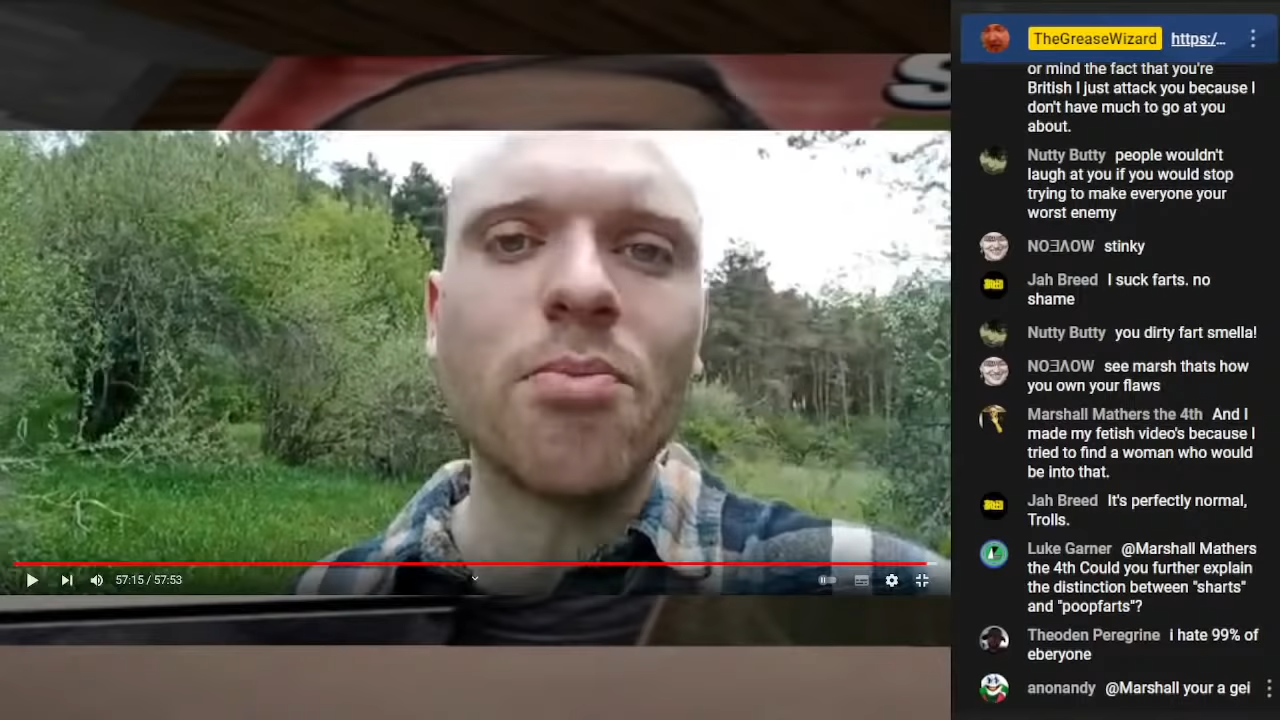 S
TheGreaseWizard https:/...
or mind the fact that you're
British I just attack you because I
don't have much to go at you
about.
Nutty Butty people wouldn't
laugh at you if you would stop
trying to make everyone your
worst enemy
NOƎΛOW stinky
Jah Breed I suck farts. no
shame
Nutty Butty you dirty fart smella!
NOƎΛOW see marsh thats how
you own your flaws
Marshall Mathers the 4th And I
made my fetish video's because I
tried to find a woman who would
be into that.
Jah Breed It's perfectly normal,
Trolls.
Luke Garner @Marshall Mathers
the 4th Could you further explain
the distinction between "sharts"
and "poopfarts"?
Theoden Peregrine i hate 99% of
eberyone
anonandy @Marshall your a gei
57:15 / 57:53